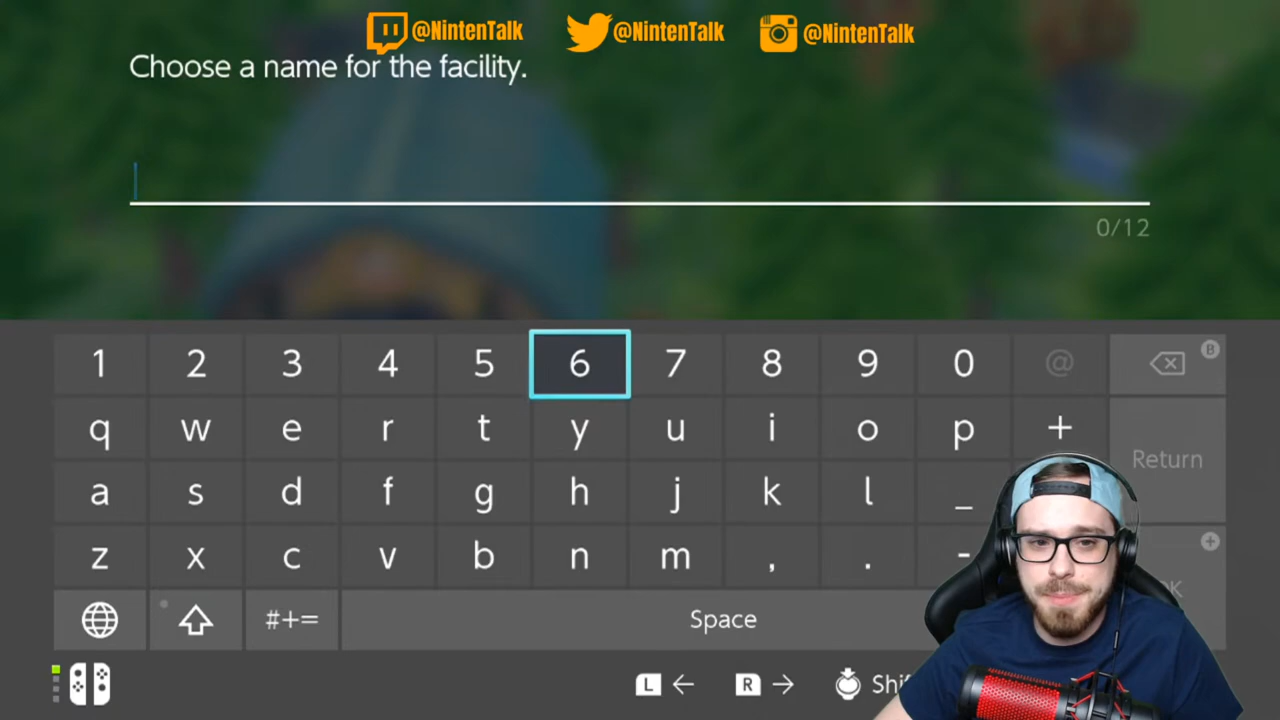 @NintenTalk @NintenTalk @NintenTalk
Choose a name for the facility.
0/12
1 2 3 4 5 6 7 8 9 0 @ B
q w e r t y u i o p +
Return
a s d f g h j k l _
z x c v b n m , . - +
#+= Space
L ← R →